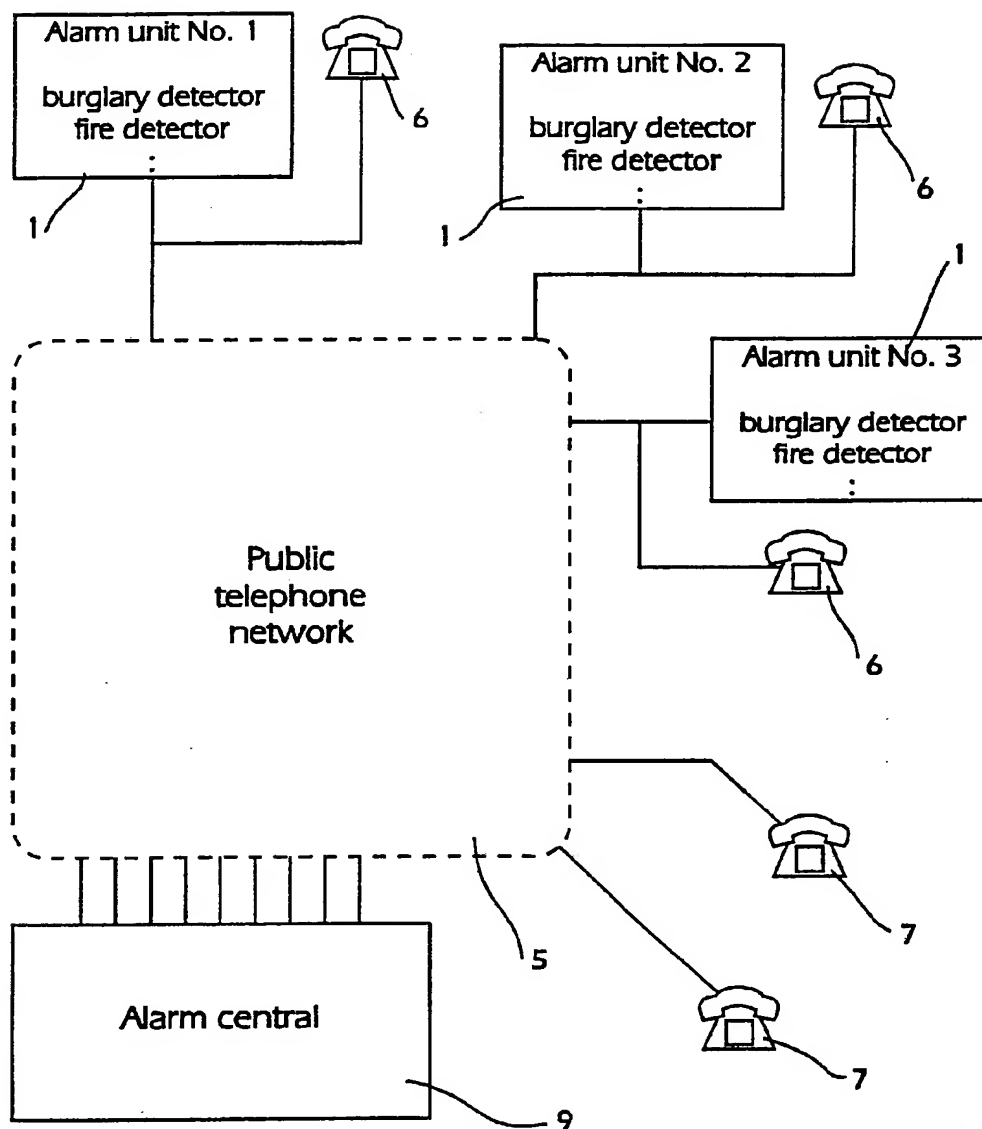 Alarm unit No. 1
burglary detector
fire detector
⋮
1
6
Alarm unit No. 2
burglary detector
fire detector
⋮
1
6
1
Alarm unit No. 3
burglary detector
fire detector
⋮
6
Public
telephone
network
5
7
7
Alarm central
9